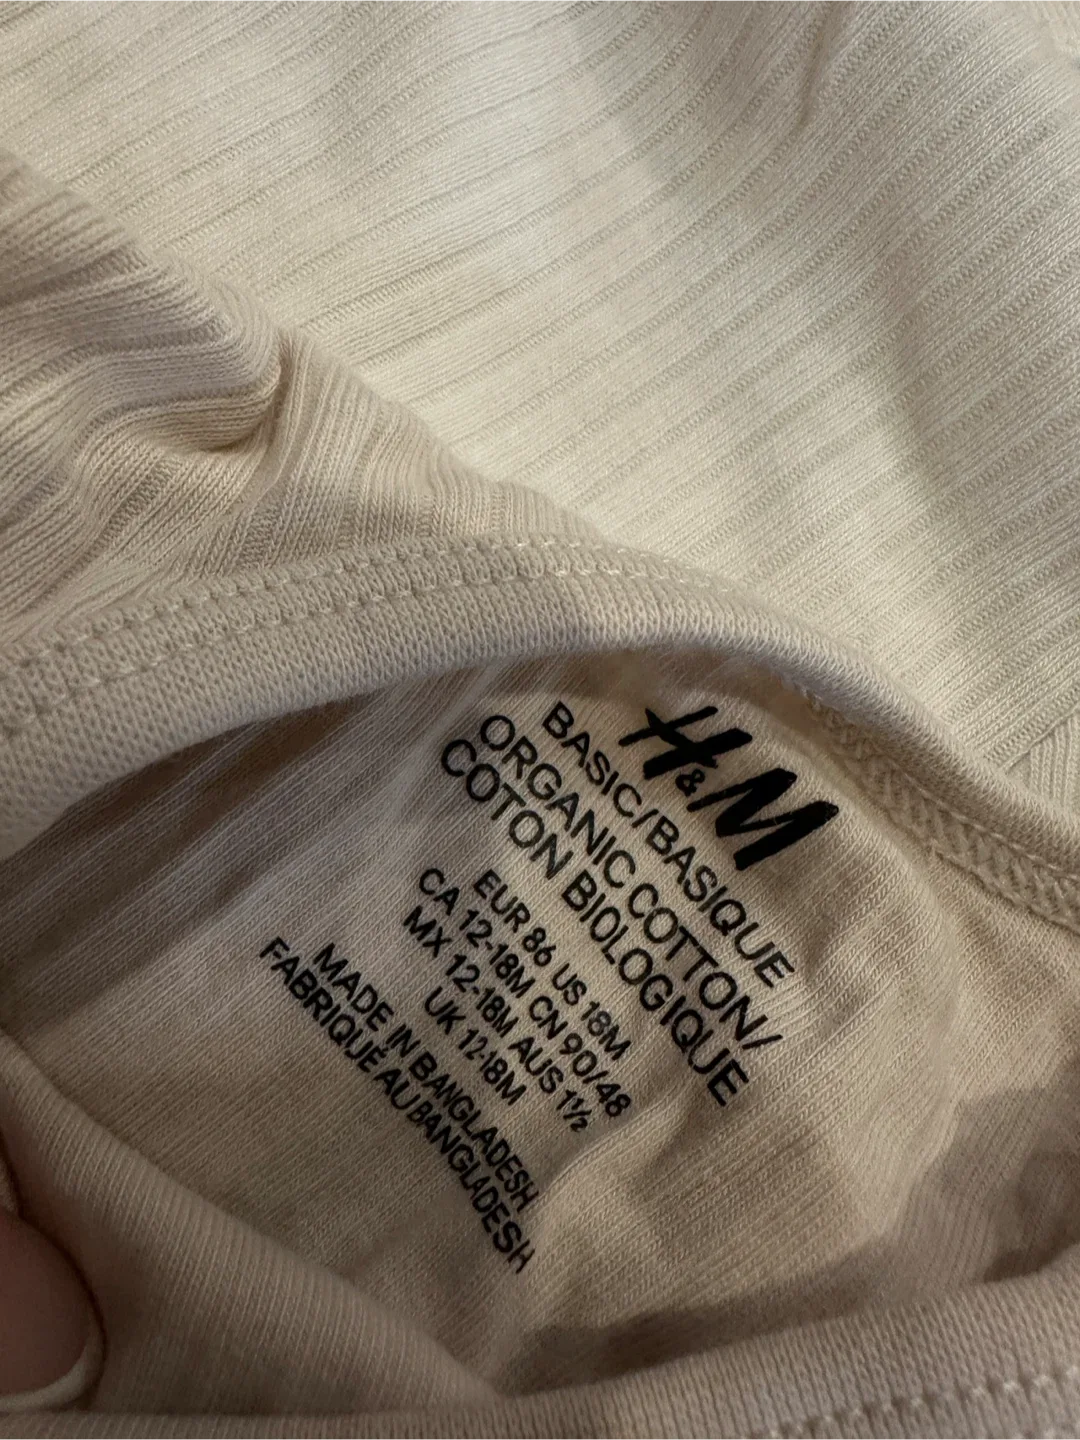 H&M
BASIC/BASIQUE
ORGANIC COTTON/
COTON BIOLOGIQUE
EUR 86 US 18M
CA 12-18M CN 90/48
MX 12-18M AUS 1½
UK 12-18M
MADE IN BANGLADESH
FABRIQUÉ AU BANGLADESH